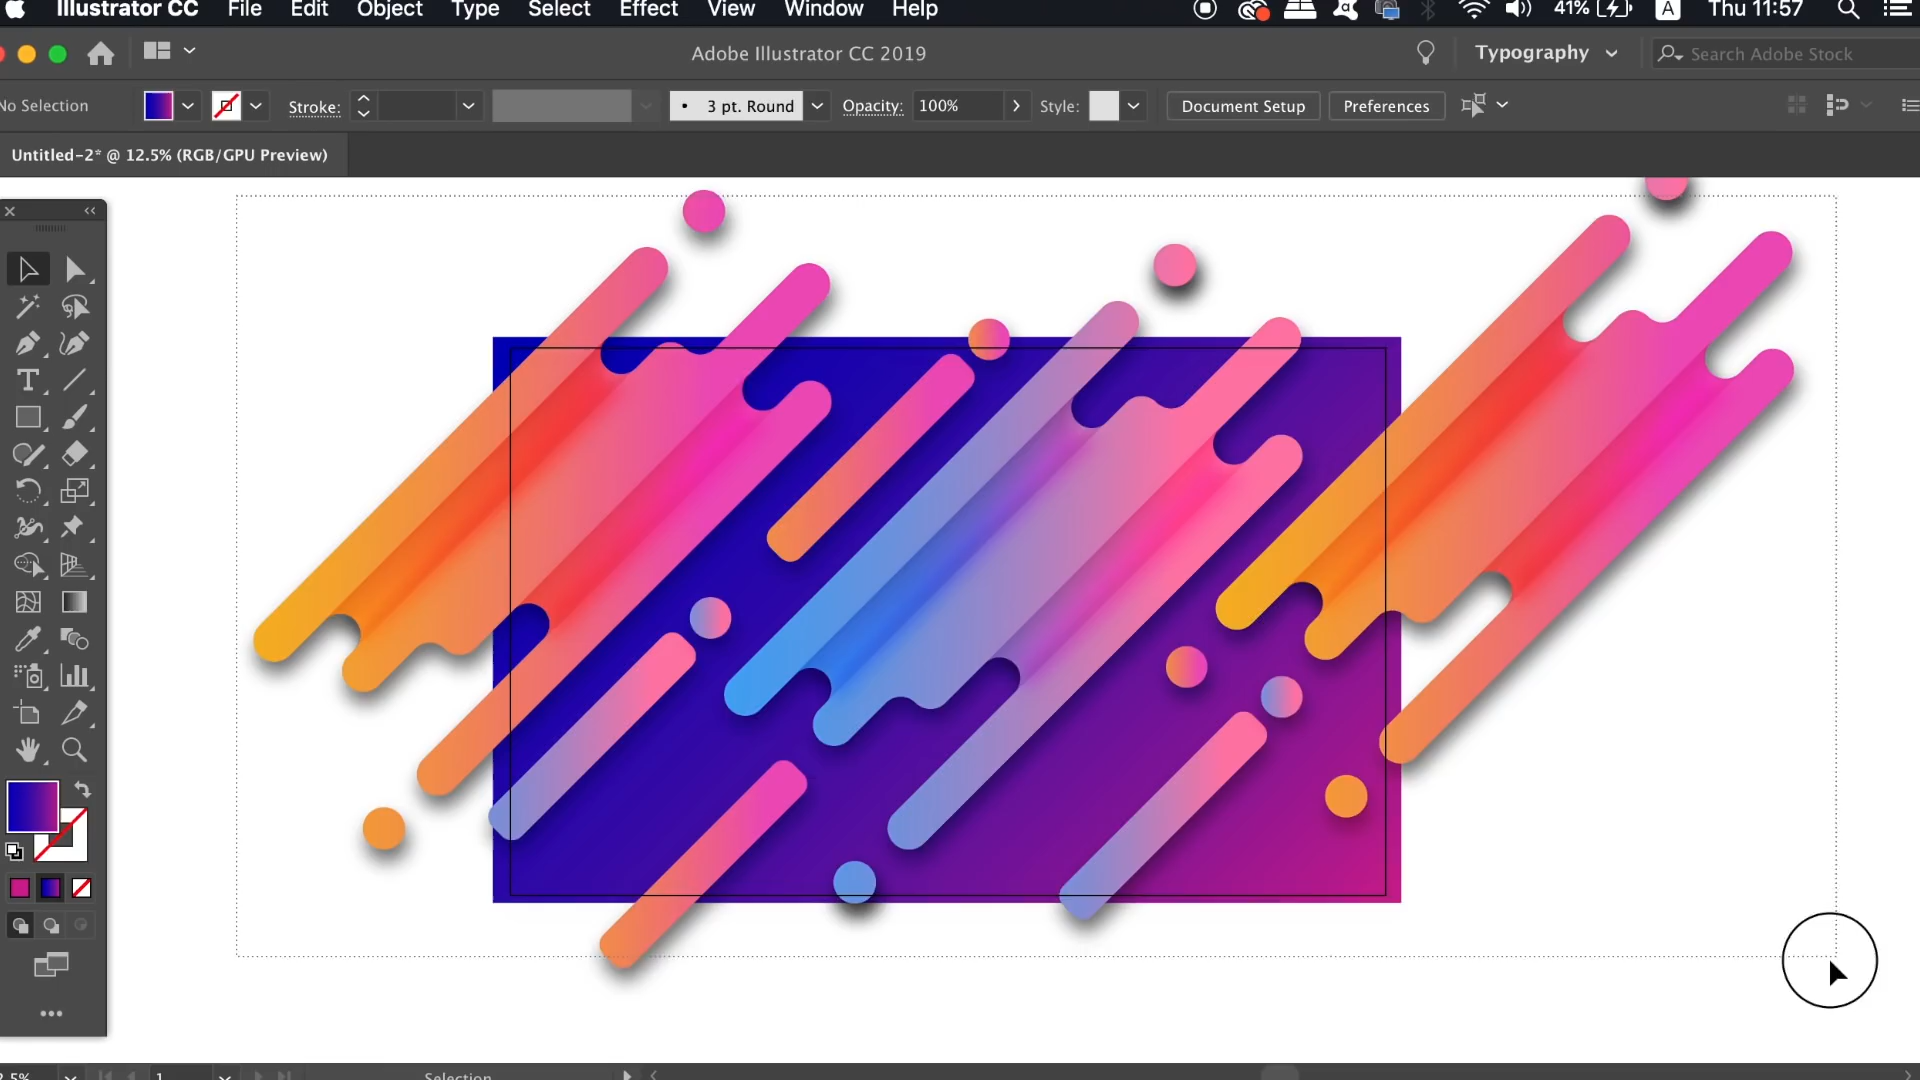 Illustrator CC File Edit Object Type Select Effect View Window Help 41% A Thu 11:57
Adobe Illustrator CC 2019 Typography Search Adobe Stock
No Selection Stroke: 3 pt. Round Opacity: 100% Style: Document Setup Preferences
Untitled-2* @ 12.5% (RGB/GPU Preview)
1 Selection